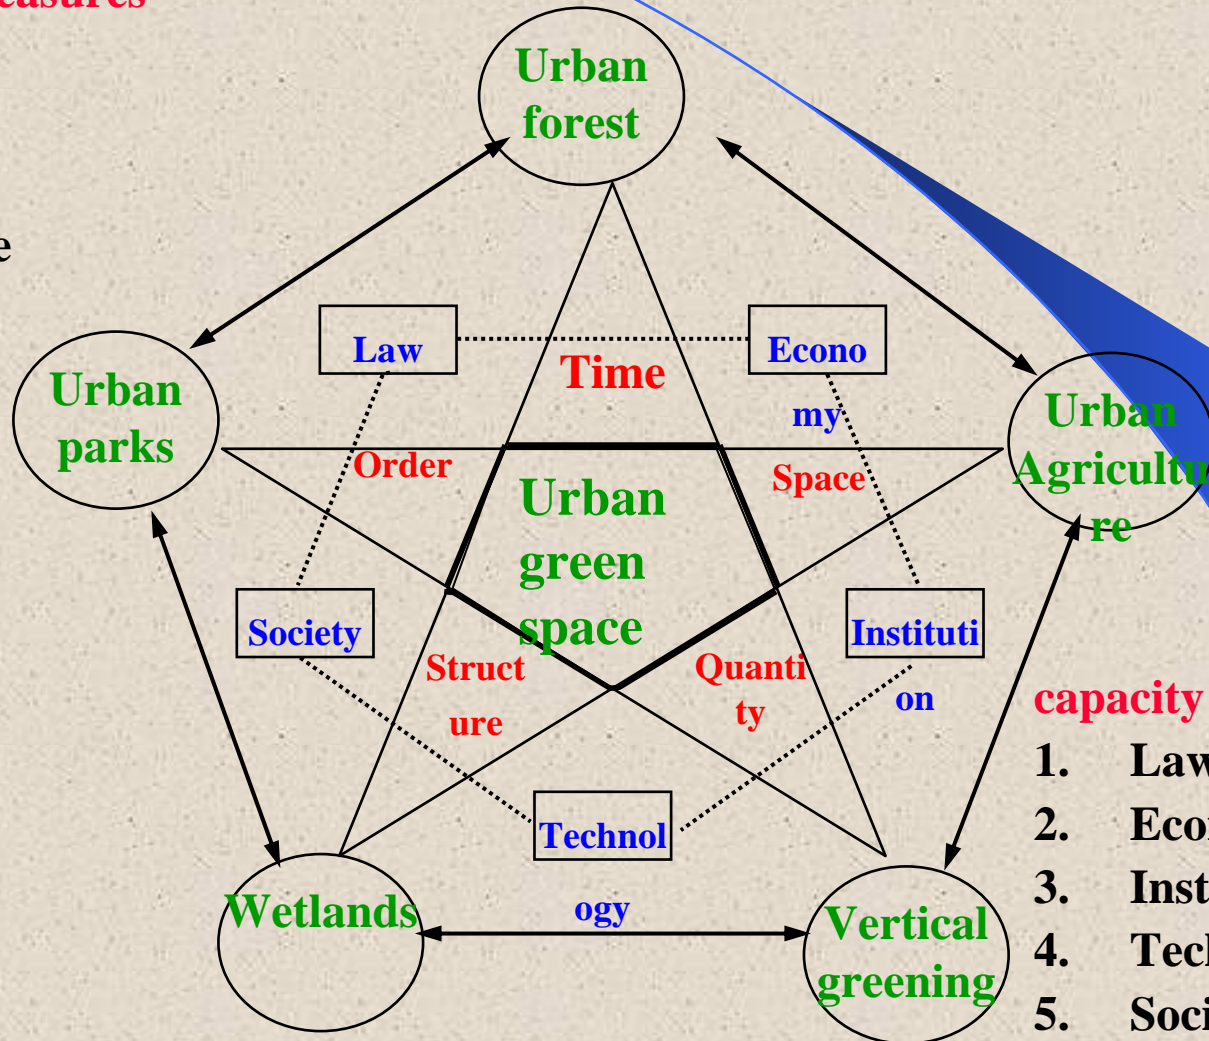 Urban
forest
Law
Econo
my
Time
Urban
parks
Urban
Agricultu
re
Order
Space
Urban
green
space
Society
Instituti
on
Struct
ure
Quanti
ty
capacity
1.
2.
3.
4.
5.
Technol
ogy
Wetlands
Vertical
greening